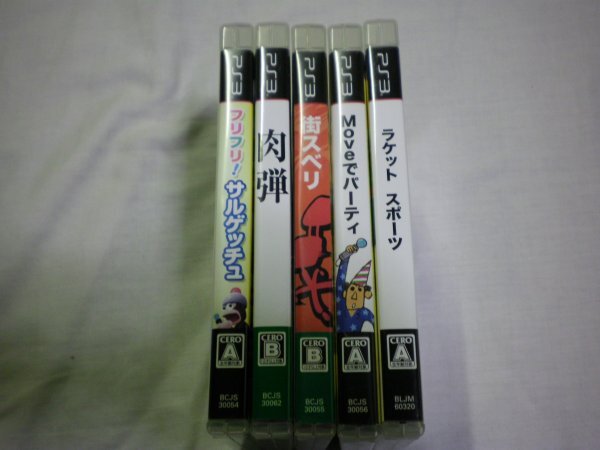 PS3
フリフリ!サルゲッチュ
CERO
A
BCJS
30054
PS3
肉弾
CERO
B
BCJS
30062
PS3
街スベリ
CERO
B
BCJS
30055
PS3
Moveでパーティ
CERO
A
BCJS
30056
PS3
ラケット スポーツ
CERO
A
BLJM
60320